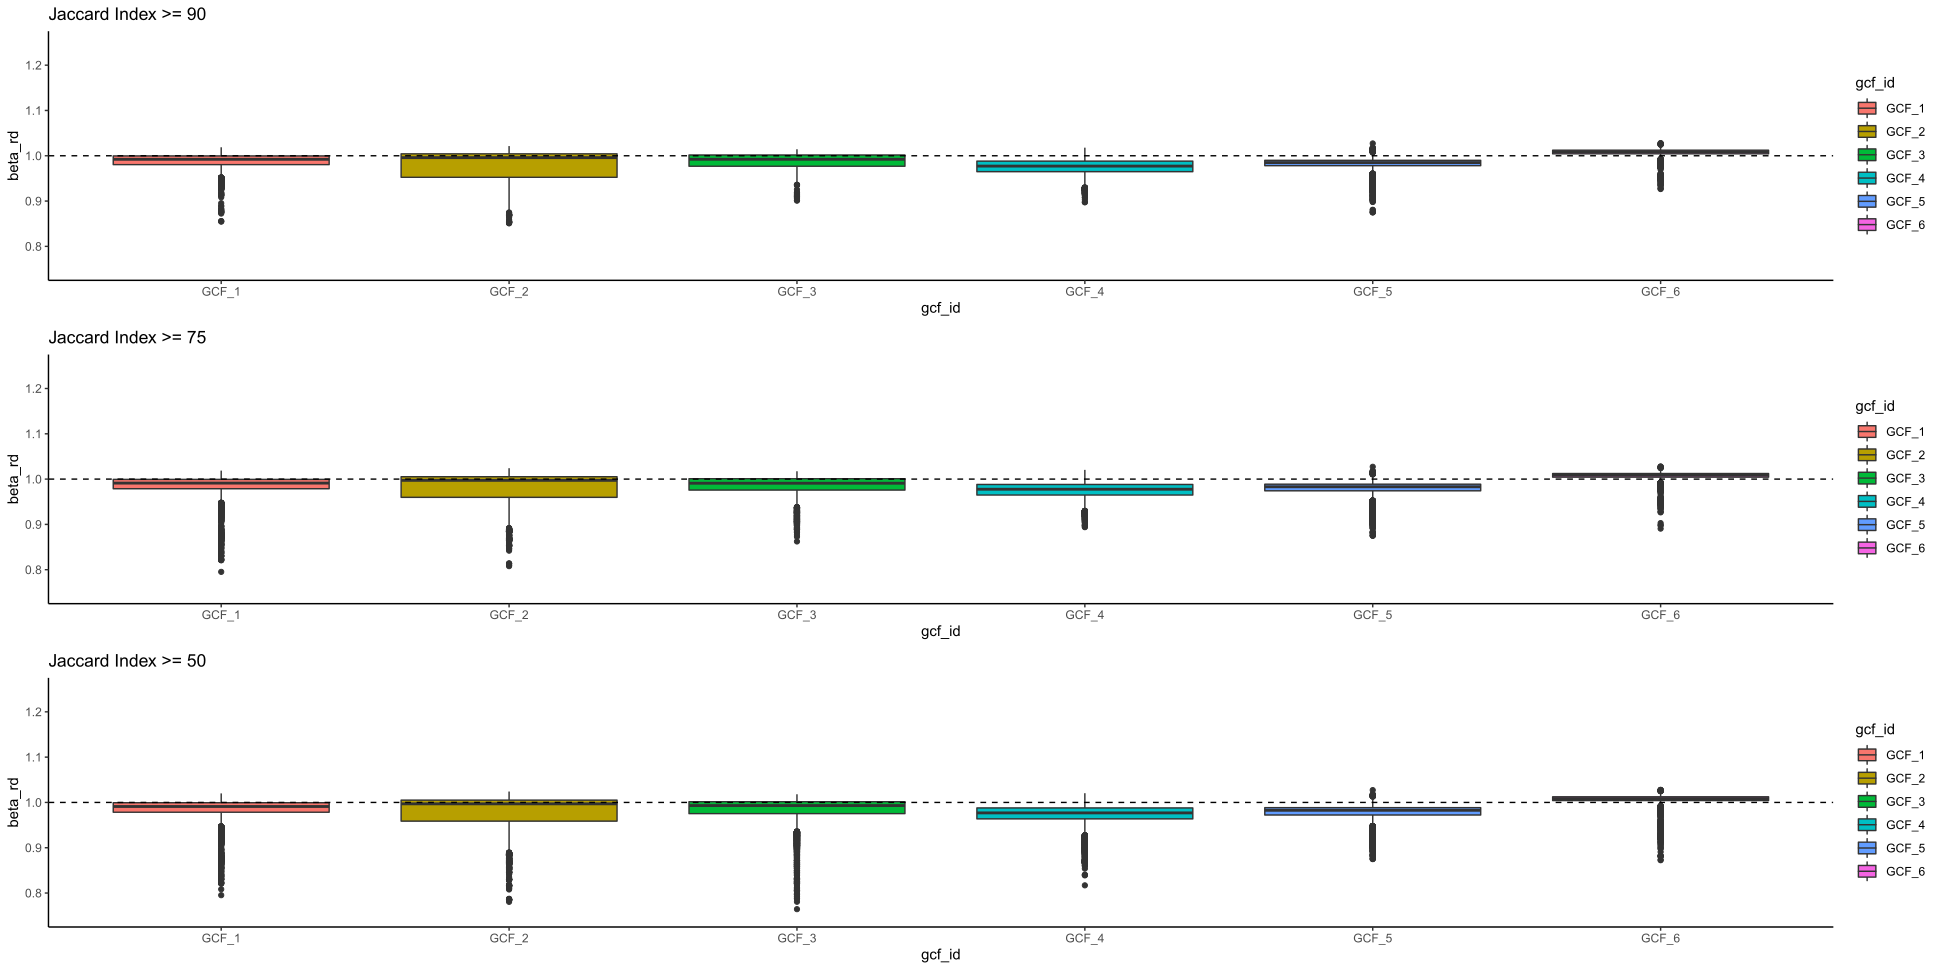 Jaccard Index >= 90
beta_rd
1.2
1.1
1.0
0.9
0.8
GCF_1 GCF_2 GCF_3 GCF_4 GCF_5 GCF_6
gcf_id
gcf_id
GCF_1
GCF_2
GCF_3
GCF_4
GCF_5
GCF_6
Jaccard Index >= 75
beta_rd
1.2
1.1
1.0
0.9
0.8
GCF_1 GCF_2 GCF_3 GCF_4 GCF_5 GCF_6
gcf_id
gcf_id
GCF_1
GCF_2
GCF_3
GCF_4
GCF_5
GCF_6
Jaccard Index >= 50
beta_rd
1.2
1.1
1.0
0.9
0.8
GCF_1 GCF_2 GCF_3 GCF_4 GCF_5 GCF_6
gcf_id
gcf_id
GCF_1
GCF_2
GCF_3
GCF_4
GCF_5
GCF_6